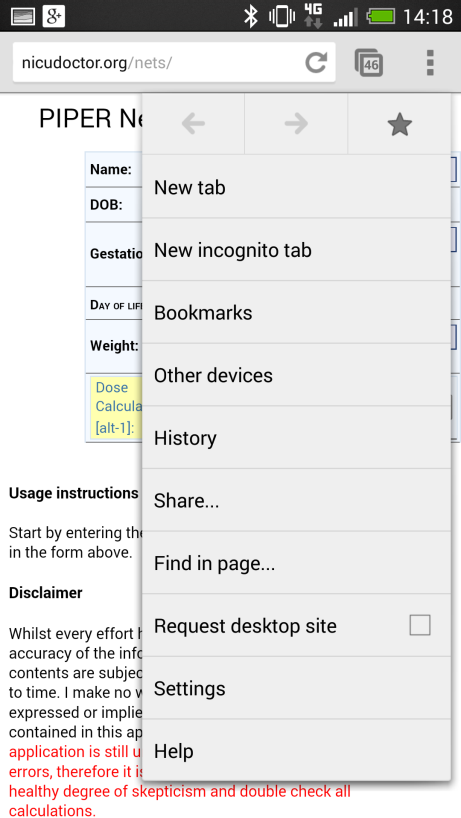 8+
4G
14:18
nicudoctor.org/nets/
46
PIPER Ne
New tab
New incognito tab
Bookmarks
Other devices
History
Share...
Find in page...
Request desktop site
Settings
Help
Name:
DOB:
Gestatio
DAY OF LIF
Weight:
Dose
Calcula
[alt-1]:
Usage instructions
Start by entering the
in the form above.
Disclaimer
Whilst every effort h
accuracy of the info
contents are subjec
to time. I make no w
expressed or implie
contained in this ap
application is still u
errors, therefore it is
healthy degree of skepticism and double check all
calculations.